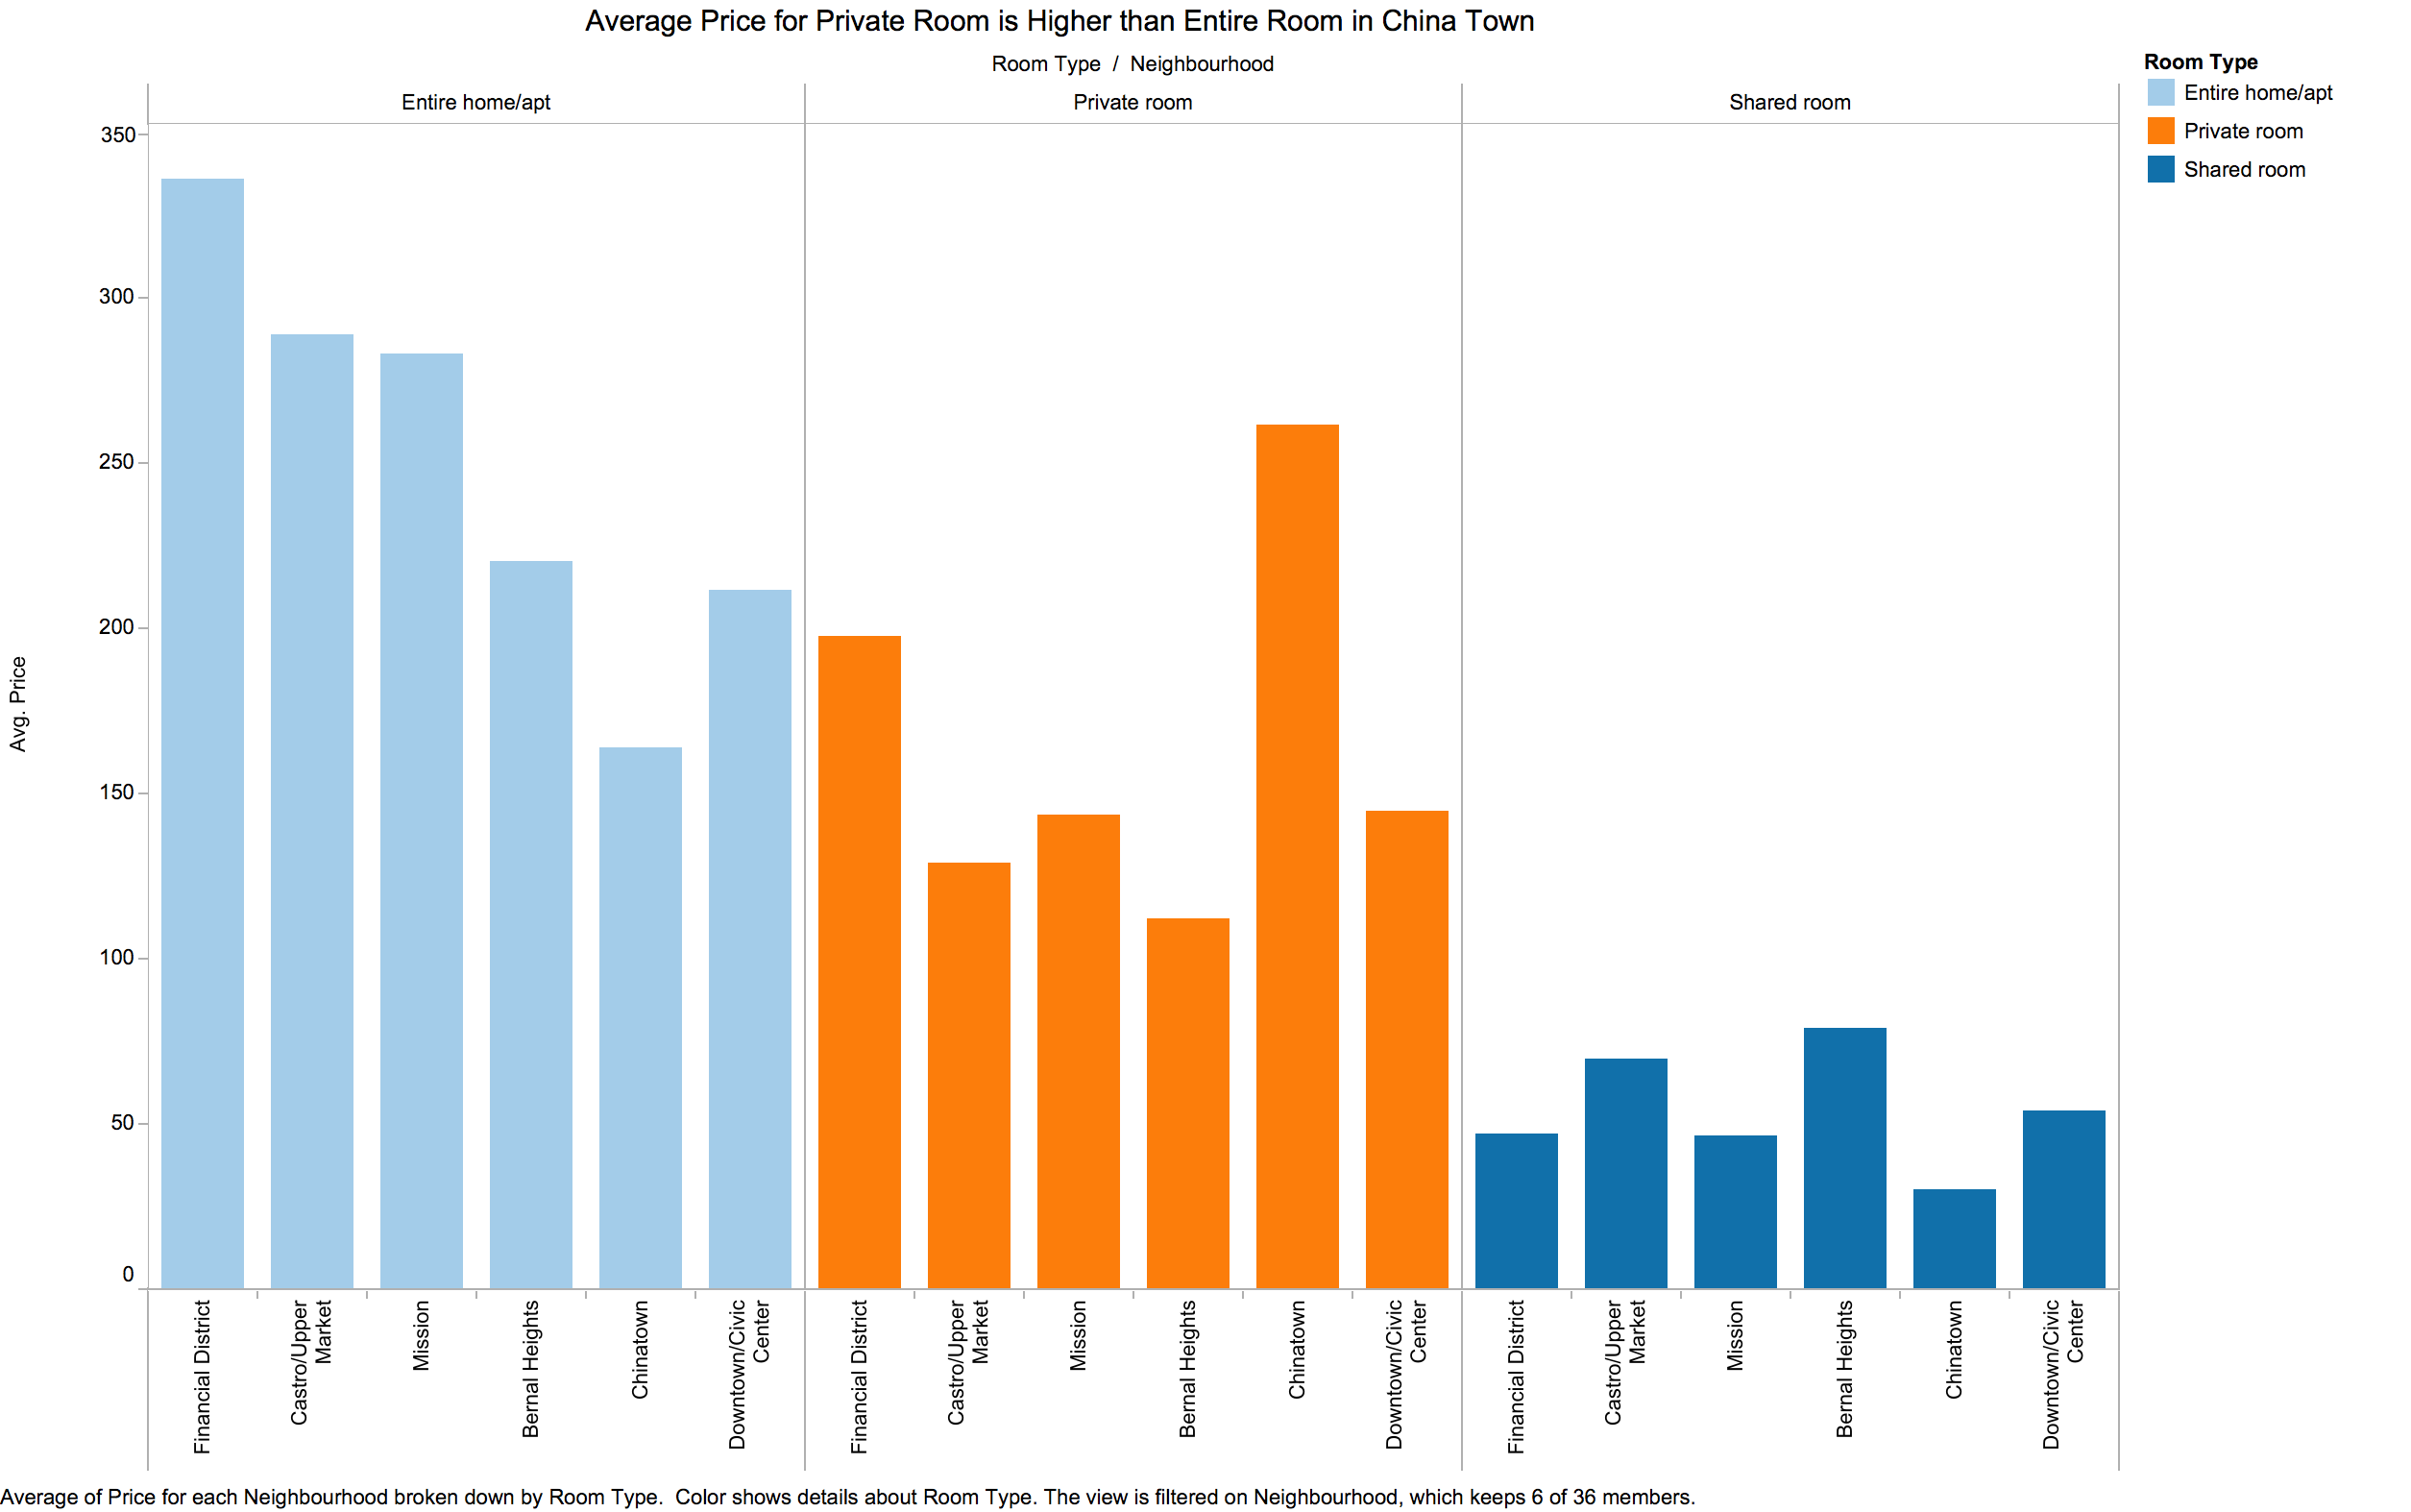 Average Price for Private Room is Higher than Entire Room in China Town
Room Type / Neighbourhood
Entire home/apt
Private room
Shared room
Room Type
Entire home/apt
Private room
Shared room
Avg. Price
350
300
250
200
150
100
50
0
Financial District
Castro/Upper
Market
Mission
Bernal Heights
Chinatown
Downtown/Civic
Center
Financial District
Castro/Upper
Market
Mission
Bernal Heights
Chinatown
Downtown/Civic
Center
Financial District
Castro/Upper
Market
Mission
Bernal Heights
Chinatown
Downtown/Civic
Center
Average of Price for each Neighbourhood broken down by Room Type.  Color shows details about Room Type. The view is filtered on Neighbourhood, which keeps 6 of 36 members.